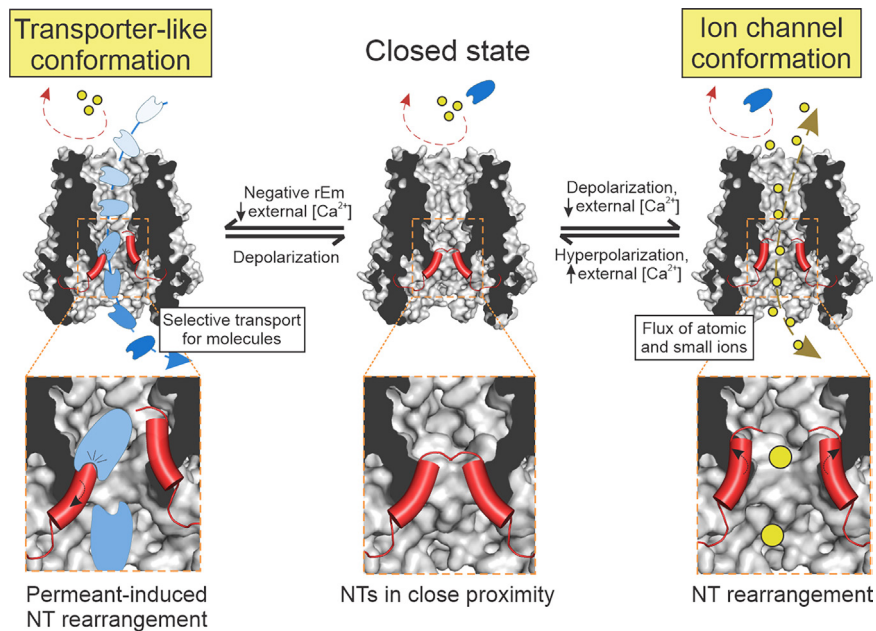 Transporter-like
conformation
Closed state
Ion channel
conformation
Negative rEm
↓ external [Ca²⁺]
Depolarization
Depolarization,
↓ external [Ca²⁺]
Hyperpolarization,
↑ external [Ca²⁺]
Selective transport
for molecules
Flux of atomic
and small ions
Permeant-induced
NT rearrangement
NTs in close proximity
NT rearrangement